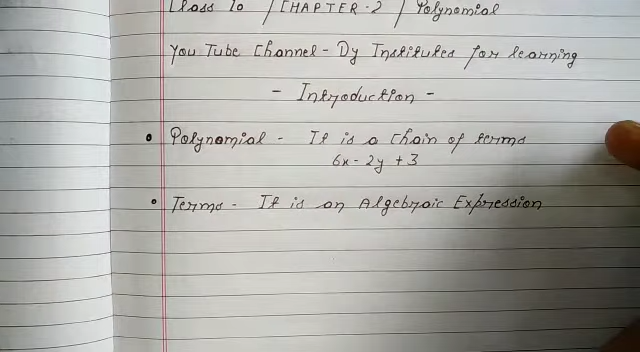 Class 10 / CHAPTER-2 / Polynomial
You Tube Channel - Dy Institutes for learning
- Introduction -
• Polynomial - It is a Chain of terms
6x - 2y + 3
• Terms - It is an Algebraic Expression